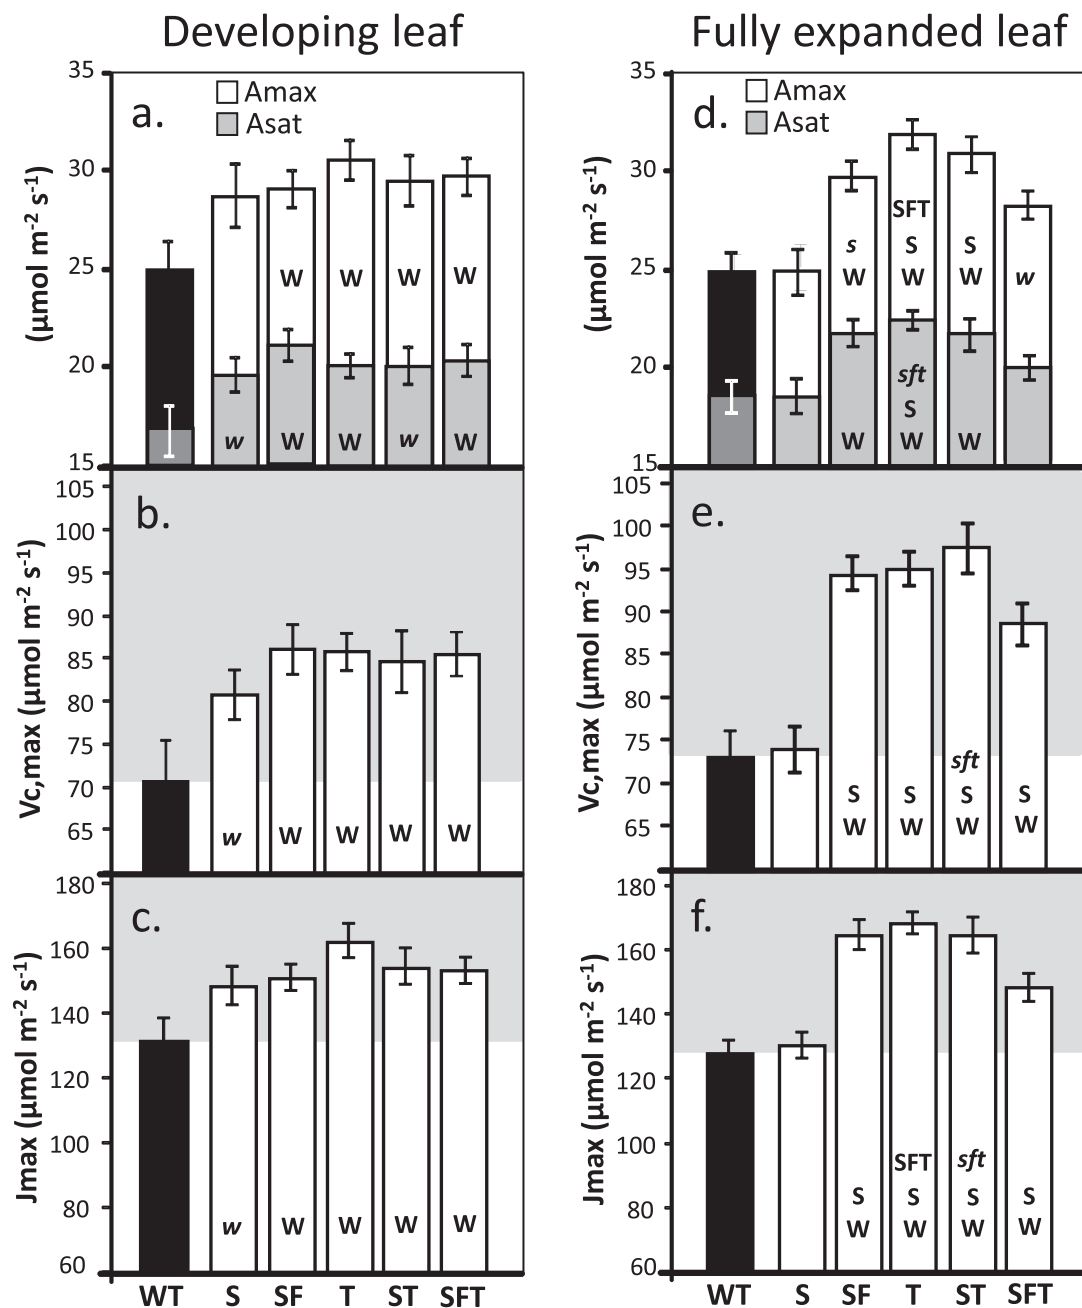 Developing leaf
Fully expanded leaf
a.
Amax
Asat
(µmol m-2 s-1)
35
30
25
20
15
W W W W
w W W w W
d.
Amax
Asat
(µmol m-2 s-1)
35
30
25
20
15
SFT
s S S
W W W w
sft
S
W W W
b.
Vc,max (µmol m-2 s-1)
105
100
95
90
85
80
75
70
65
w W W W W
e.
Vc,max (µmol m-2 s-1)
105
100
95
90
85
80
75
70
65
sft
S S S S
W W W W
c.
Jmax (µmol m-2 s-1)
180
160
140
120
100
80
60
w W W W W
WT S SF T ST SFT
f.
Jmax (µmol m-2 s-1)
180
160
140
120
100
80
60
SFT sft
S S S S
W W W W
WT S SF T ST SFT